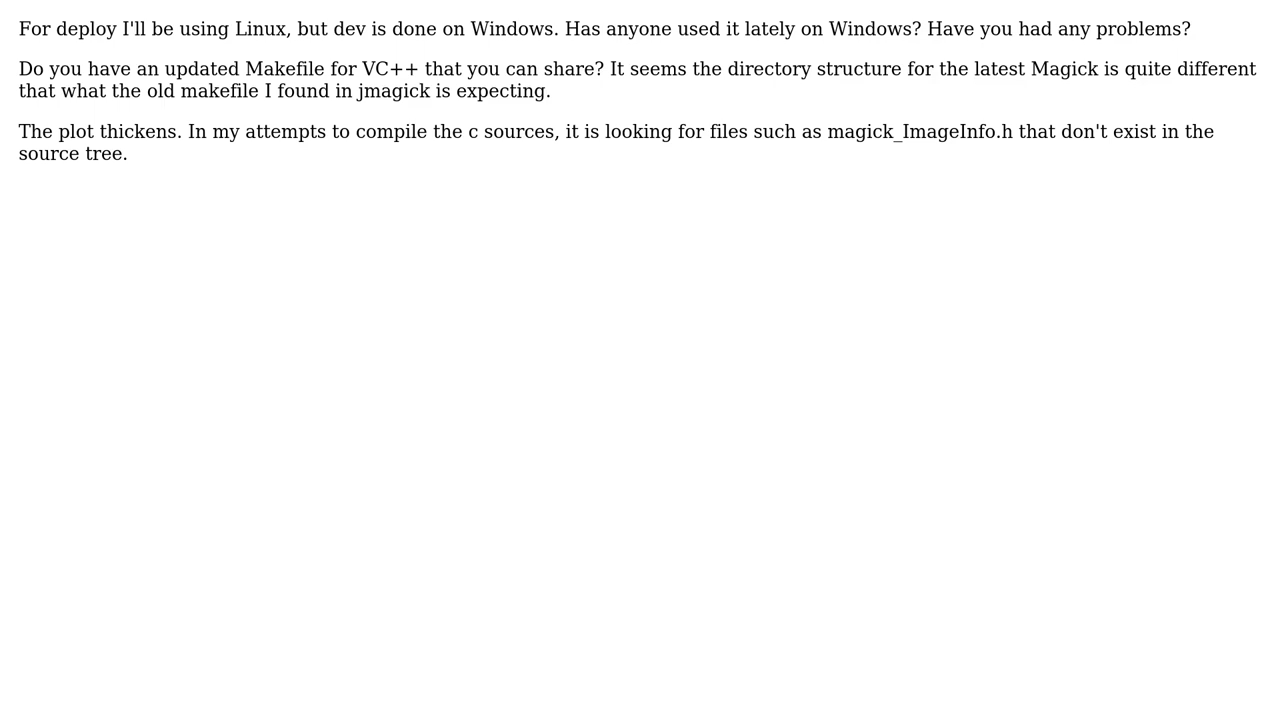 For deploy I'll be using Linux, but dev is done on Windows. Has anyone used it lately on Windows? Have you had any problems?
Do you have an updated Makefile for VC++ that you can share? It seems the directory structure for the latest Magick is quite different
that what the old makefile I found in jmagick is expecting.
The plot thickens. In my attempts to compile the c sources, it is looking for files such as magick_ImageInfo.h that don't exist in the
source tree.